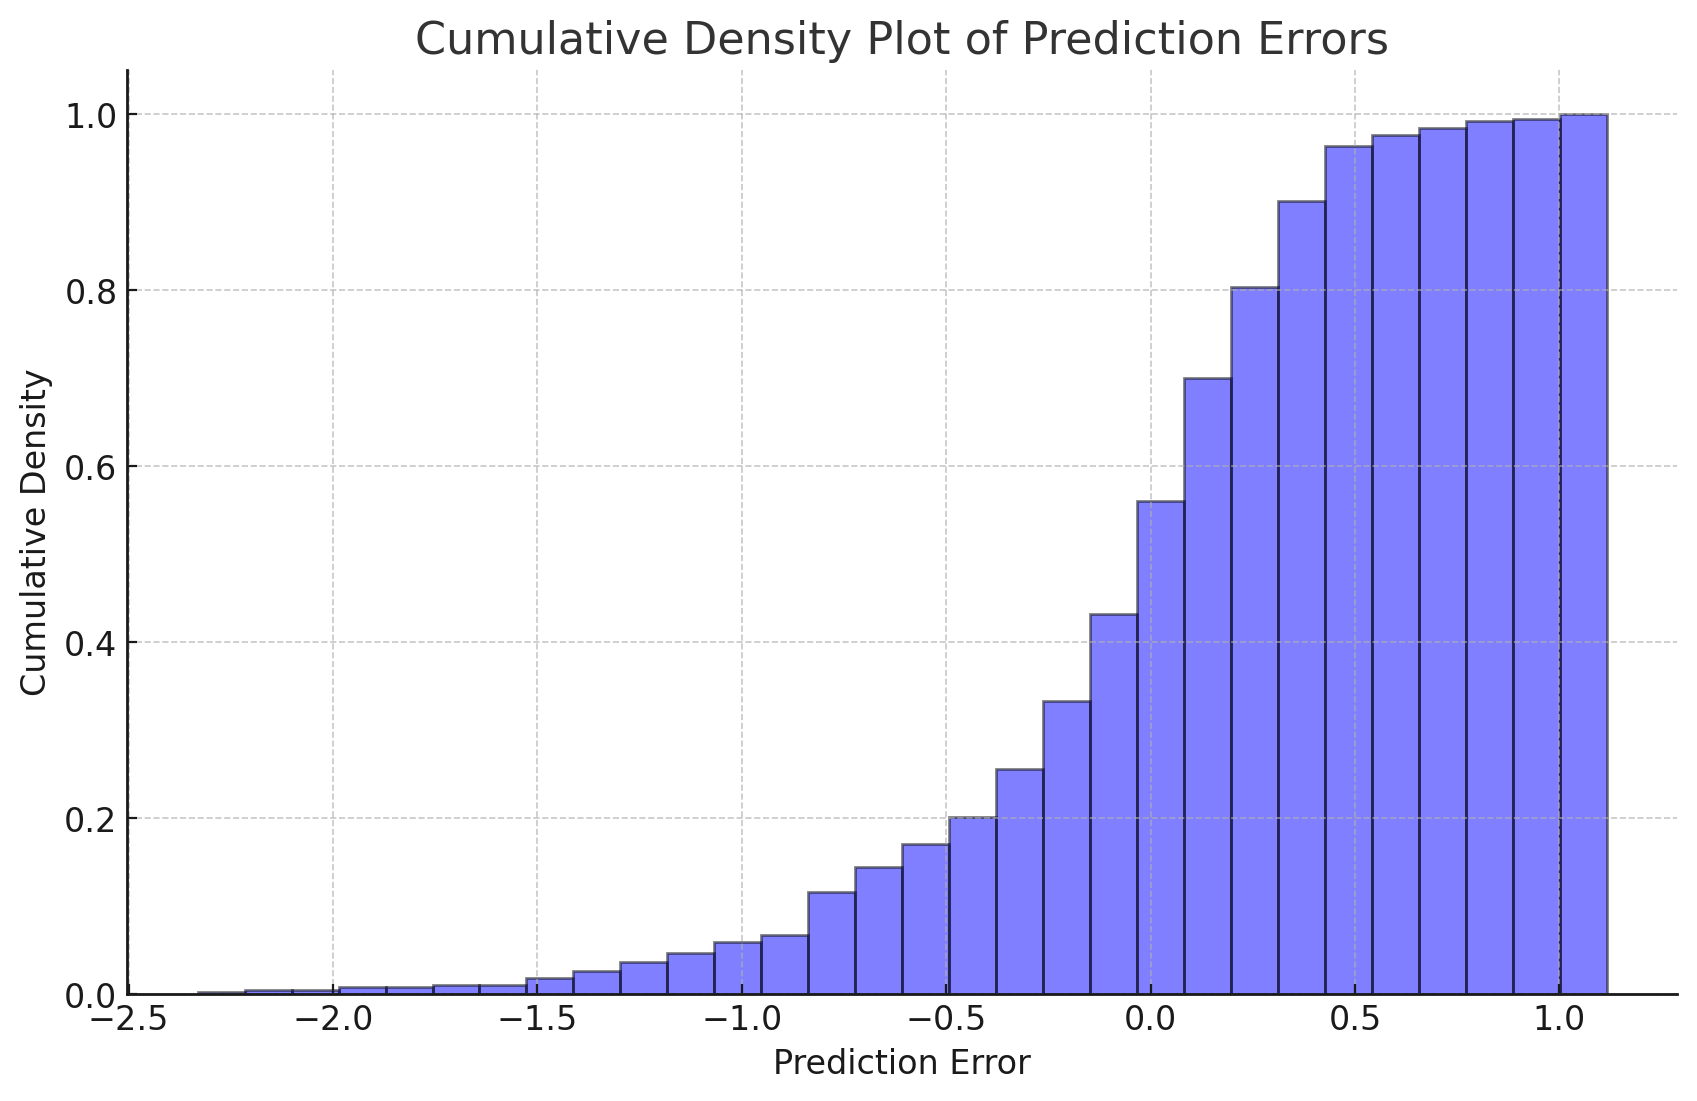 Cumulative Density Plot of Prediction Errors
Cumulative Density
1.0
0.8
0.6
0.4
0.2
0.0
−2.5 −2.0 −1.5 −1.0 −0.5 0.0 0.5 1.0
Prediction Error